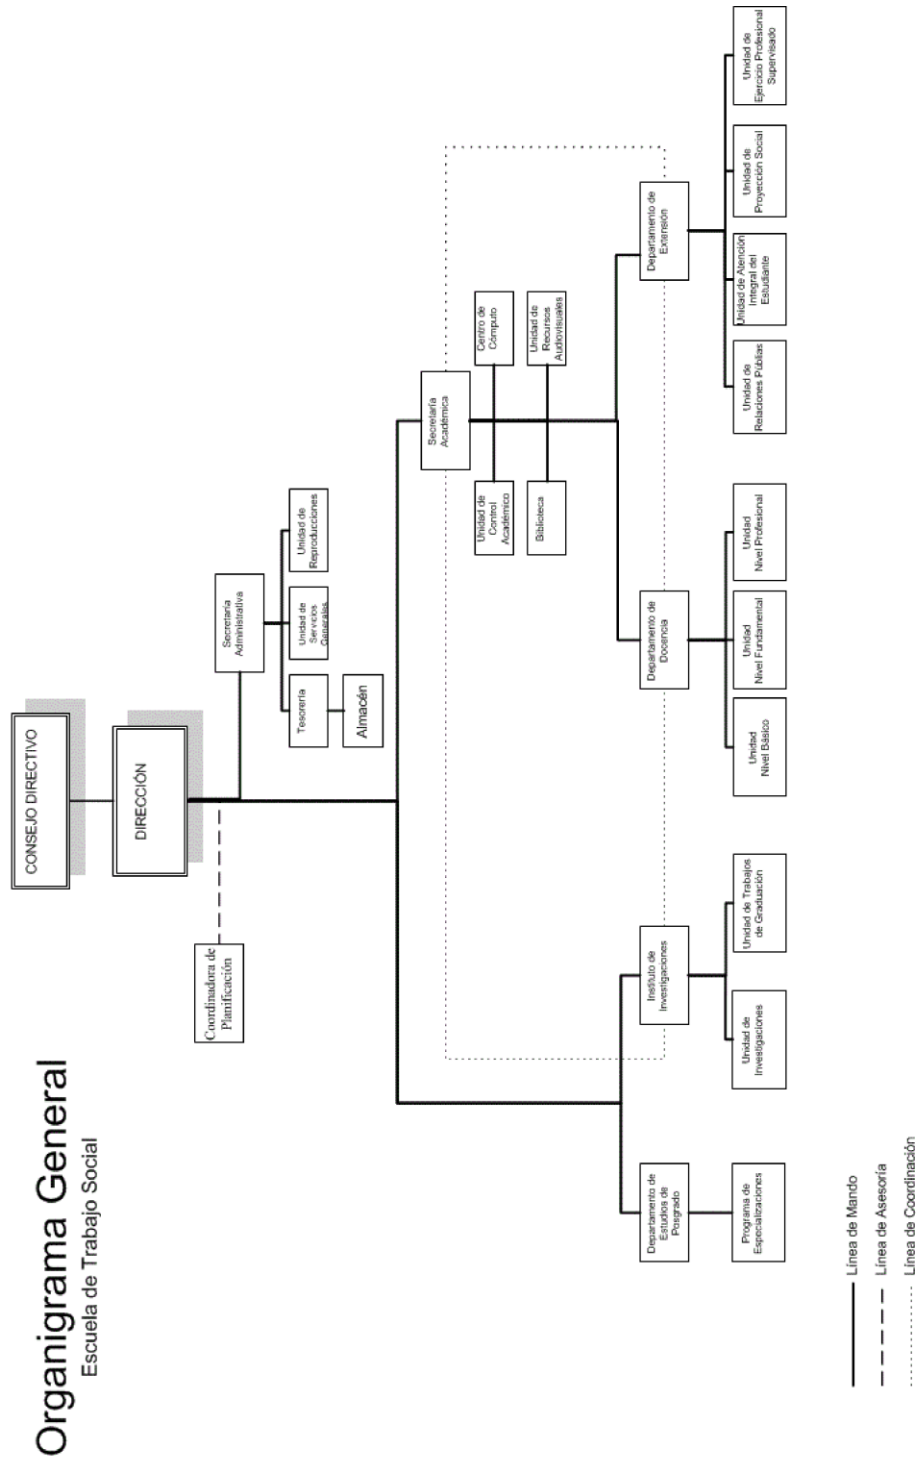 Organigrama General
Escuela de Trabajo Social
CONSEJO DIRECTIVO
DIRECCIÓN
Coordinadora de
Planificación
Secretaría
Administrativa
Tesorería
Unidad de
Servicios
Generales
Unidad de
Reproducciones
Almacén
Secretaría
Académica
Unidad de
Control
Académico
Centro de
Cómputo
Biblioteca
Unidad de
Recursos
Audiovisuales
Departamento de
Estudios de
Posgrado
Instituto de
Investigaciones
Departamento de
Docencia
Departamento de
Extensión
Programa de
Especializaciones
Unidad de
Investigaciones
Unidad de Trabajos
de Graduación
Unidad
Nivel Básico
Unidad
Nivel Fundamental
Unidad
Nivel Profesional
Unidad de
Relaciones Públias
Unidad de Atención
Integral del
Estudiante
Unidad de
Proyección Social
Unidad de
Ejercicio Profesional
Supervisado
Línea de Mando
Línea de Asesoría
Línea de Coordinación